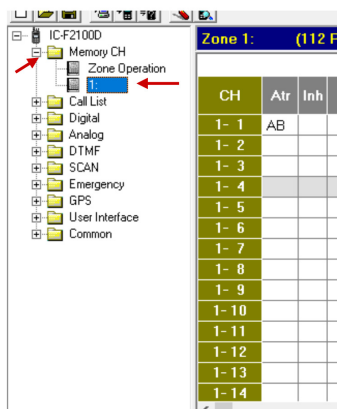 IC-F2100D
Memory CH
Zone Operation
1:
Call List
Digital
Analog
DTMF
SCAN
Emergency
GPS
User Interface
Common
Zone 1: (112 F
CH Atr Inh
1- 1 AB
1- 2
1- 3
1- 4
1- 5
1- 6
1- 7
1- 8
1- 9
1- 10
1- 11
1- 12
1- 13
1- 14